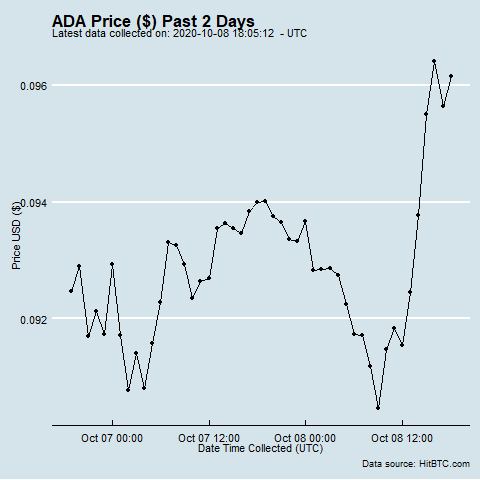 ADA Price ($) Past 2 Days
Latest data collected on: 2020-10-08 18:05:12 - UTC
0.096
0.094
0.092
Price USD ($)
Oct 07 00:00
Oct 07 12:00
Oct 08 00:00
Oct 08 12:00
Date Time Collected (UTC)
Data source: HitBTC.com